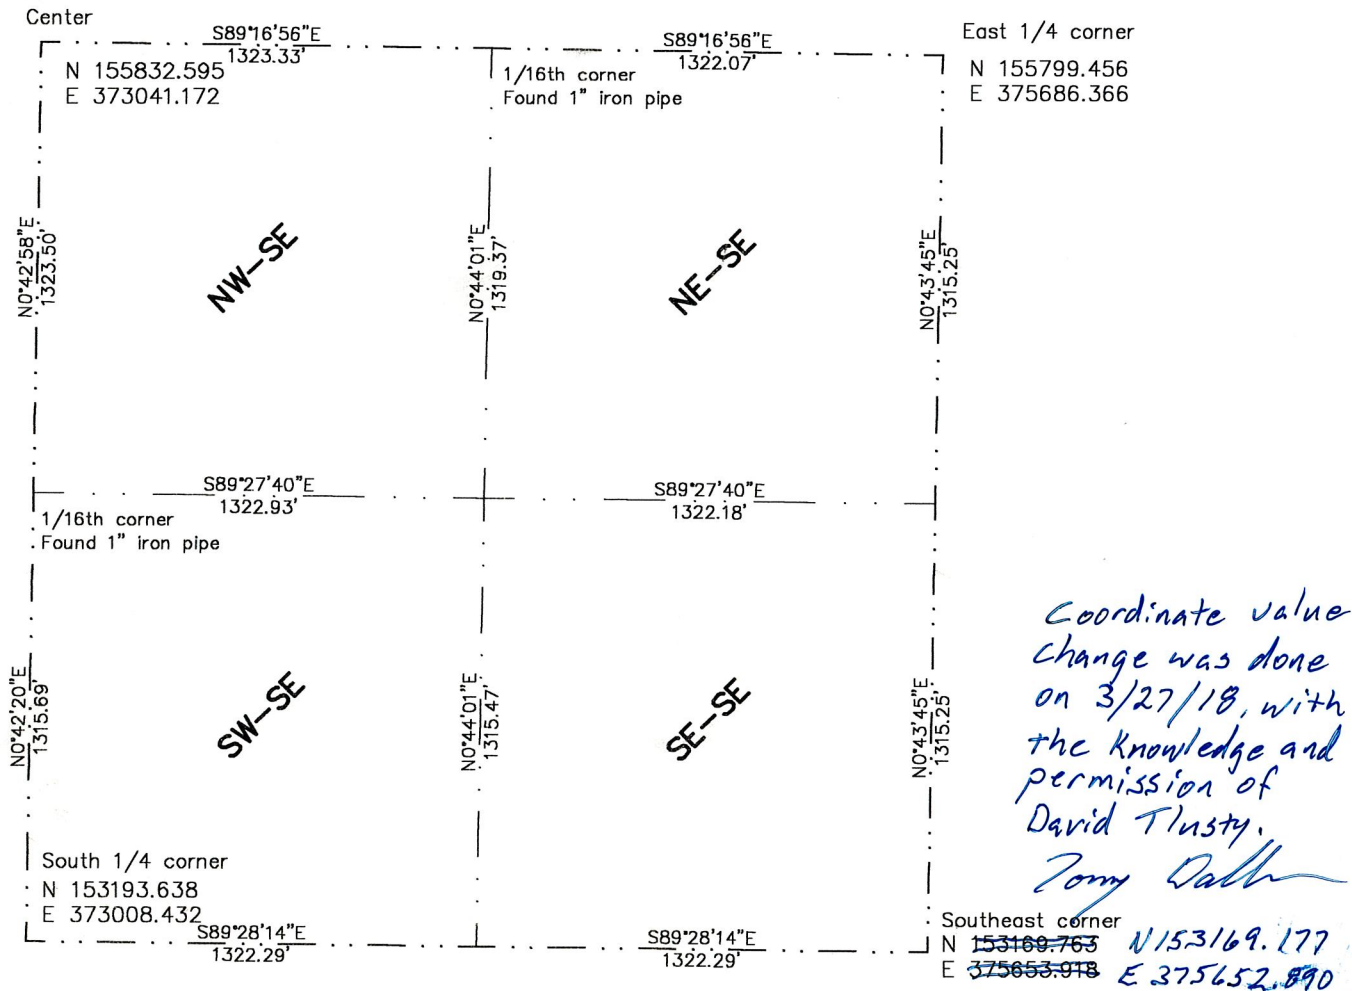 Center
S89°16'56"E
1323.33'
S89°16'56"E
1322.07'
East 1/4 corner
N 155832.595
E 373041.172
1/16th corner
Found 1" iron pipe
N 155799.456
E 375686.366
N0°42'58"E
1323.50'
NW-SE
N0°44'01"E
1319.37'
NE-SE
N0°43'45"E
1315.25'
S89°27'40"E
1322.93'
S89°27'40"E
1322.18'
1/16th corner
Found 1" iron pipe
N0°42'20"E
1315.69'
SW-SE
N0°44'01"E
1315.47'
SE-SE
N0°43'45"E
1315.25'
Coordinate value
change was done
on 3/27/18, with
the knowledge and
permission of
David Tlusty.
South 1/4 corner
N 153193.638
E 373008.432
S89°28'14"E
1322.29'
S89°28'14"E
1322.29'
Southeast corner
N 153169.763 N153169.177
E 375653.918 E 375652.890